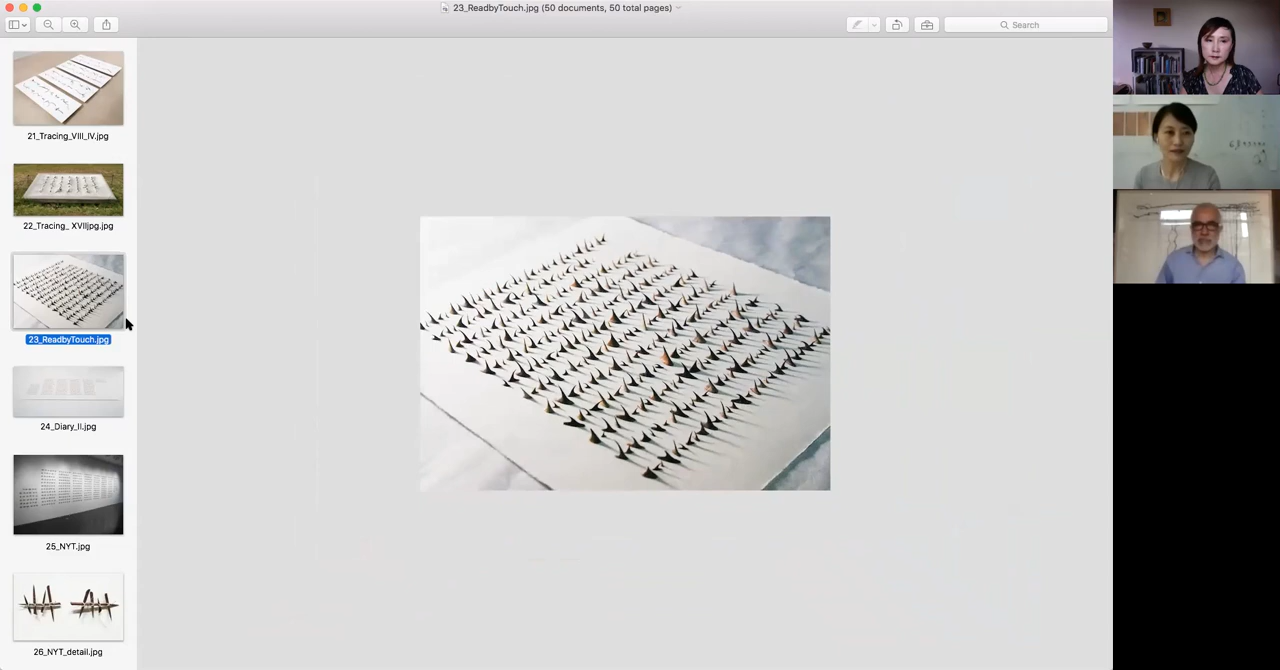 23_ReadbyTouch.jpg (50 documents, 50 total pages)
Search
21_Tracing_VIII_IV.jpg
22_Tracing_ XVIIjpg.jpg
23_ReadbyTouch.jpg
24_Diary_II.jpg
25_NYT.jpg
26_NYT_detail.jpg